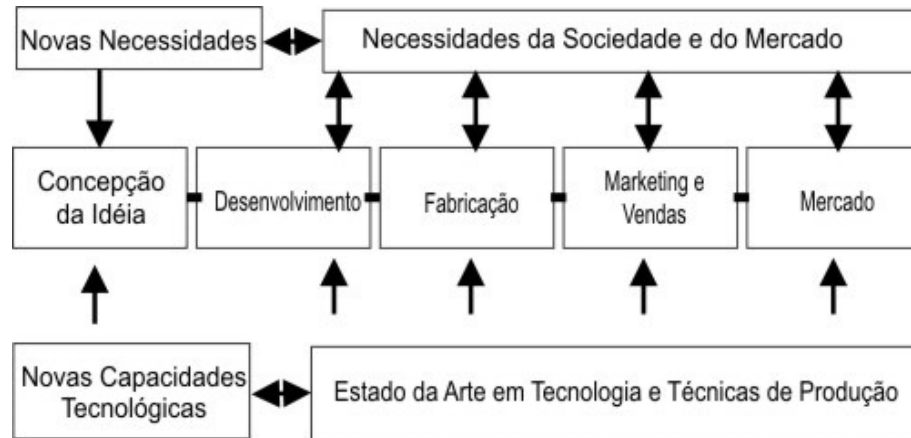 Novas Necessidades
Necessidades da Sociedade e do Mercado
Concepção
da Idéia
Desenvolvimento
Fabricação
Marketing e
Vendas
Mercado
Novas Capacidades
Tecnológicas
Estado da Arte em Tecnologia e Técnicas de Produção